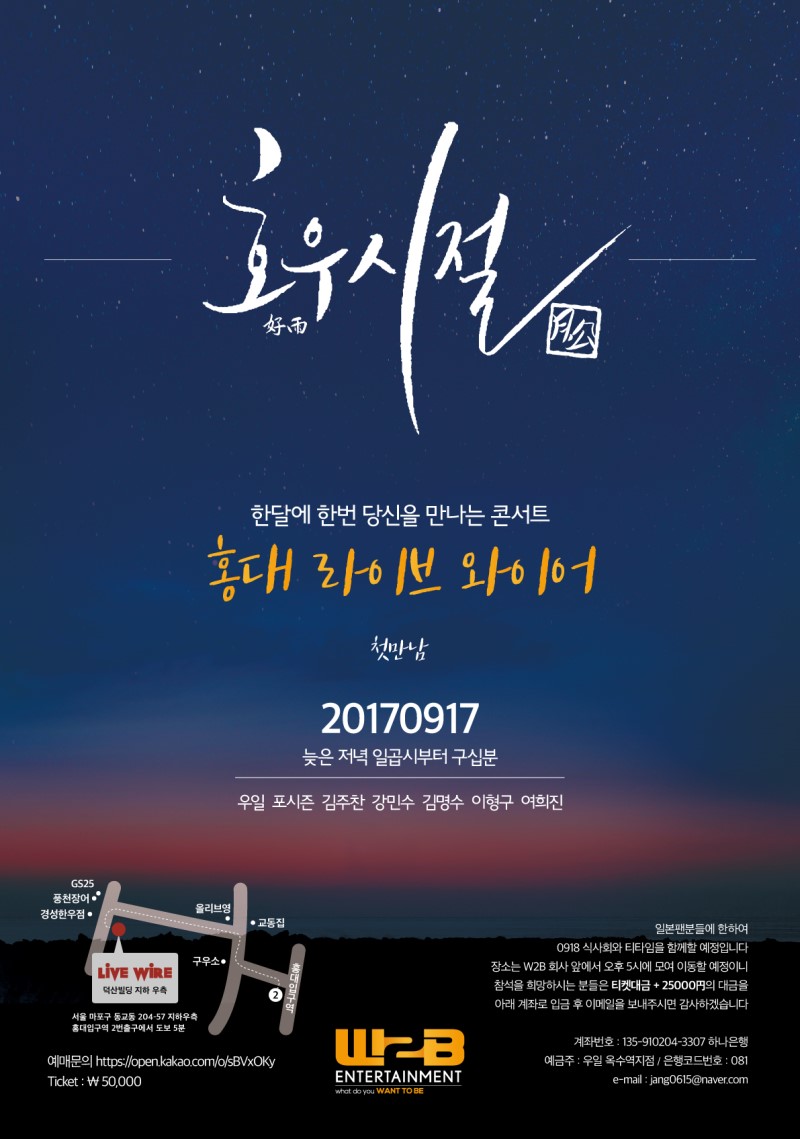 호우시절
好雨
한달에 한번 당신을 만나는 콘서트
홍대 라이브 와이어
첫만남
20170917
늦은 저녁 일곱시부터 구십분
우일 포시즌 김주찬 강민수 김명수 이형구 여희진
GS25
풍천장어
경성한우점
올리브영
교동집
구우소
홍대입구역
2
LIVE WIRE
덕산빌딩 지하 우측
서울 마포구 동교동 204-57 지하우측
홍대입구역 2번출구에서 도보 5분
예매문의 https://open.kakao.com/o/sBVxOKy
Ticket : ₩ 50,000
W2B
ENTERTAINMENT
what do you WANT TO BE
일본팬분들에 한하여
0918 식사회와 티타임을 함께할 예정입니다
장소는 W2B 회사 앞에서 오후 5시에 모여 이동할 예정이니
참석을 희망하시는 분들은 티켓대금 + 25000円의 대금을
아래 계좌로 입금 후 이메일을 보내주시면 감사하겠습니다
계좌번호 : 135-910204-3307 하나은행
예금주 : 우일 옥수역지점 / 은행코드번호 : 081
e-mail : jang0615@naver.com